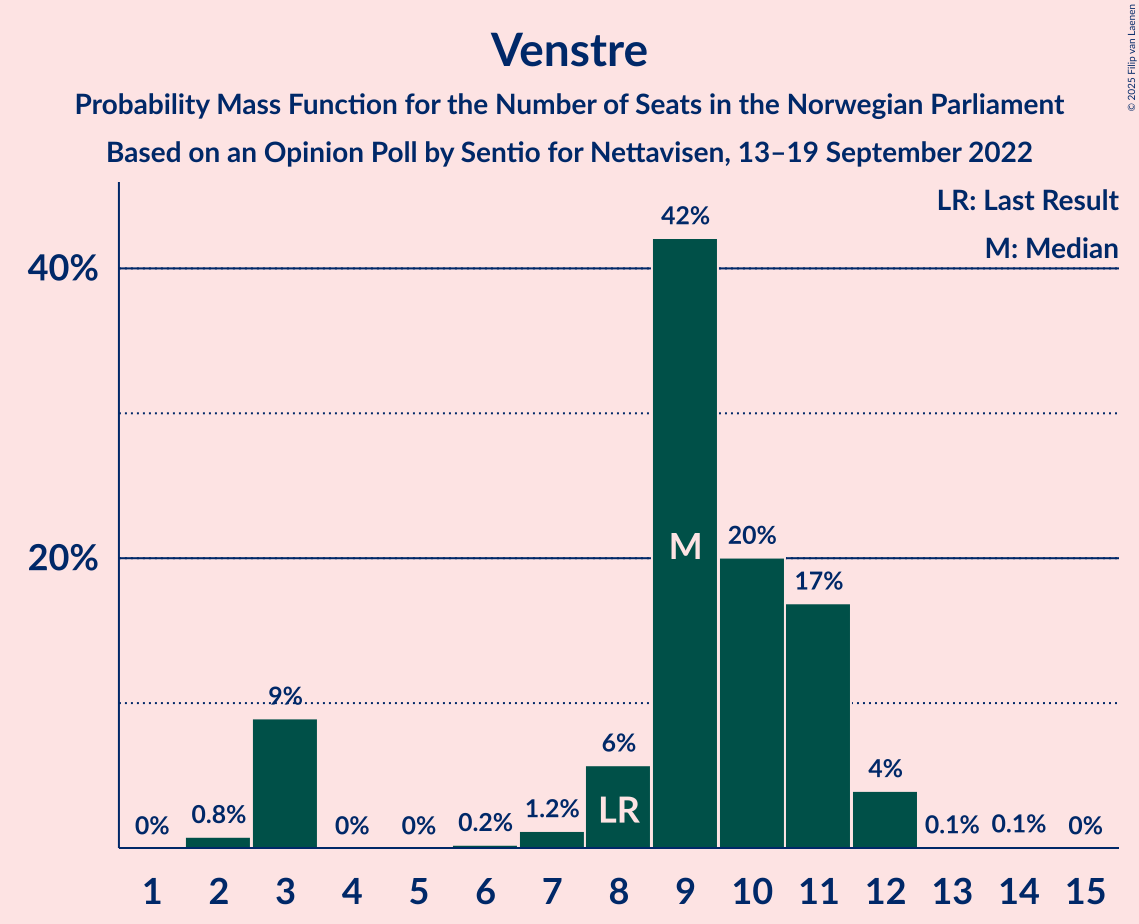 © 2025 Filip van Laenen
Venstre
Probability Mass Function for the Number of Seats in the Norwegian Parliament
Based on an Opinion Poll by Sentio for Nettavisen, 13–19 September 2022
LR: Last Result
M: Median
40%
20%
0%
0.8%
9%
0%
0%
0.2%
1.2%
6%
42%
20%
17%
4%
0.1%
0.1%
0%
LR
M
1 2 3 4 5 6 7 8 9 10 11 12 13 14 15